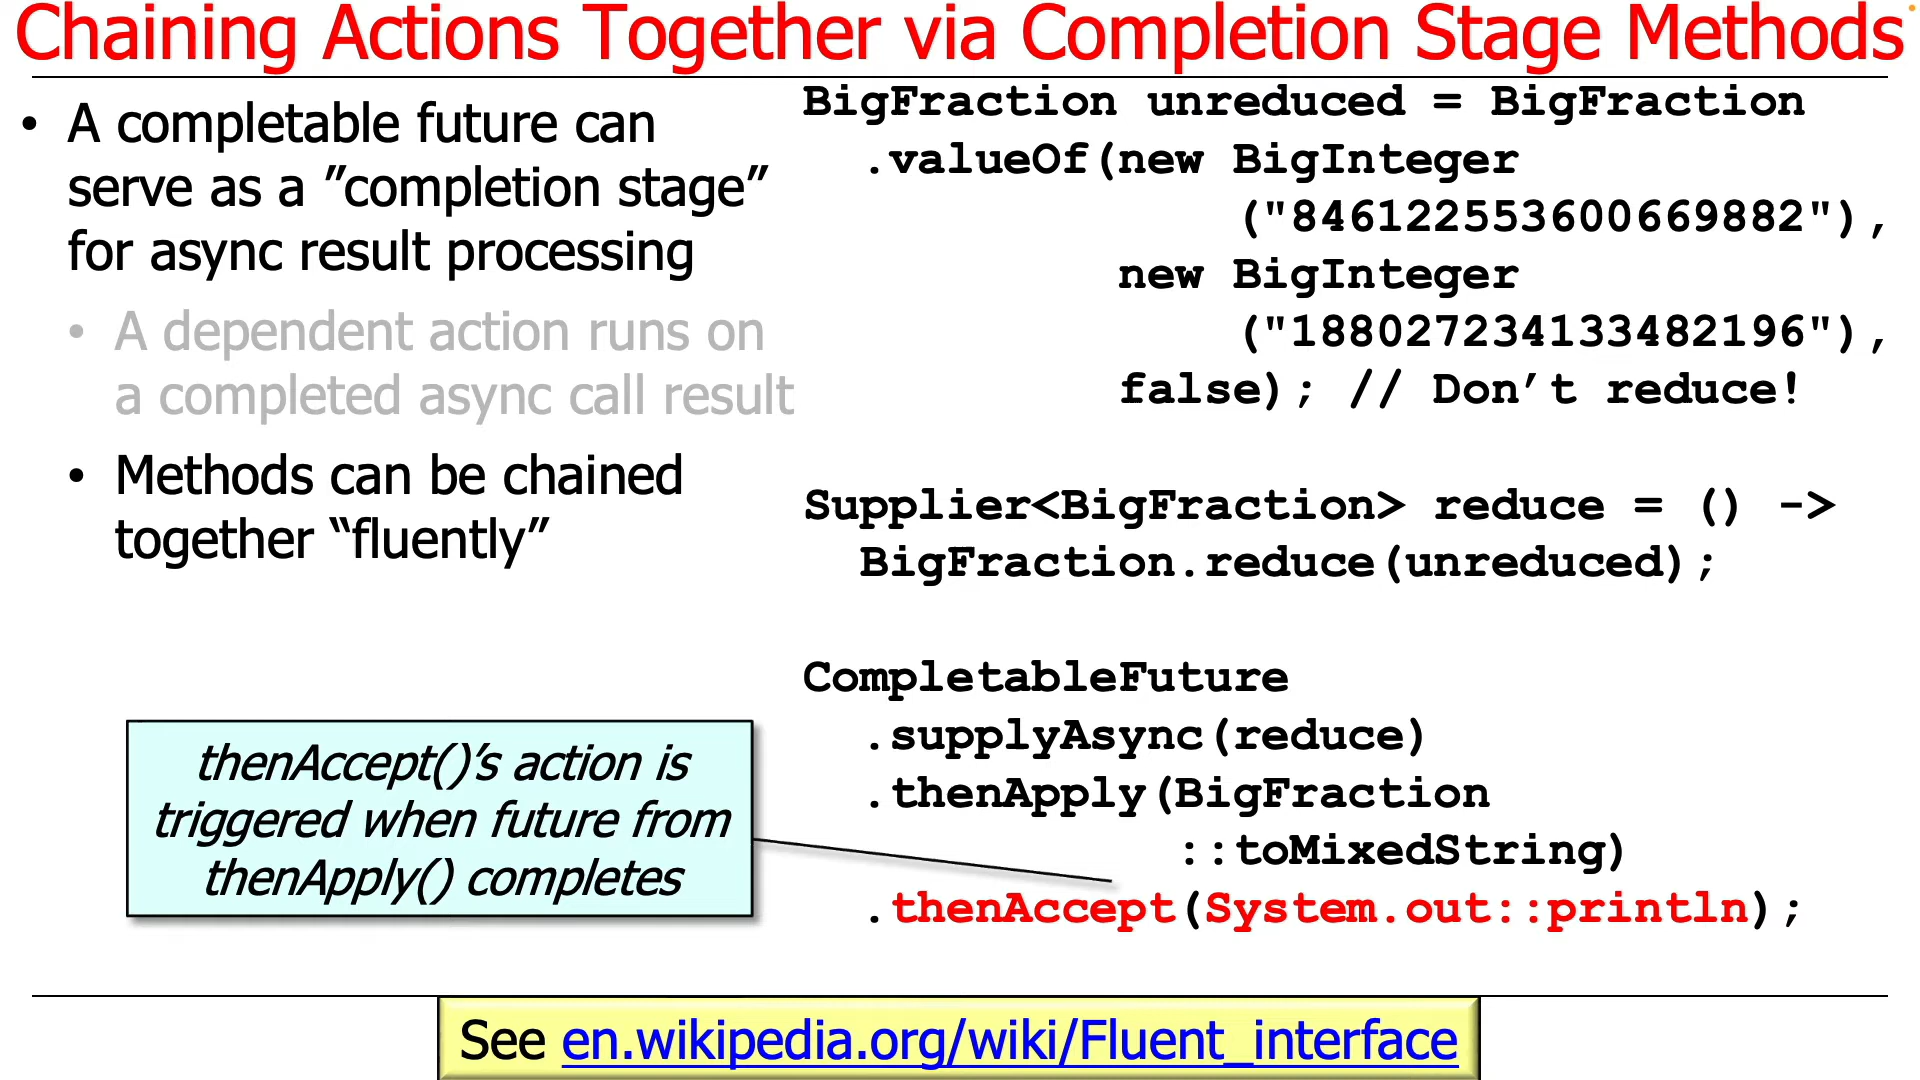 Chaining Actions Together via Completion Stage Methods
• A completable future can
serve as a ”completion stage”
for async result processing
• A dependent action runs on
a completed async call result
• Methods can be chained
together “fluently”
BigFraction unreduced = BigFraction
.valueOf(new BigInteger
("846122553600669882"),
new BigInteger
("188027234133482196"),
false); // Don’t reduce!
Supplier<BigFraction> reduce = () ->
BigFraction.reduce(unreduced);
CompletableFuture
.supplyAsync(reduce)
.thenApply(BigFraction
::toMixedString)
.thenAccept(System.out::println);
thenAccept()’s action is
triggered when future from
thenApply() completes
See en.wikipedia.org/wiki/Fluent_interface